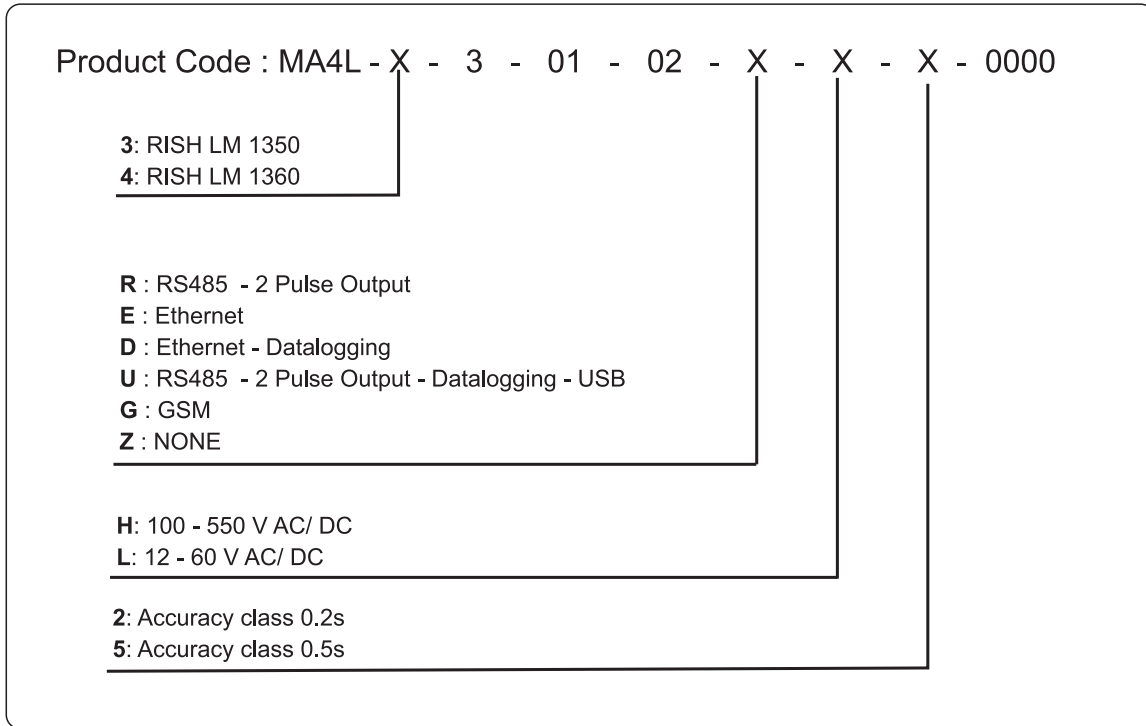 Product Code : MA4L - X - 3 - 01 - 02 - X - X - X - 0000
3: RISH LM 1350
4: RISH LM 1360
R : RS485 - 2 Pulse Output
E : Ethernet
D : Ethernet - Datalogging
U : RS485 - 2 Pulse Output - Datalogging - USB
G : GSM
Z : NONE
H: 100 - 550 V AC/ DC
L: 12 - 60 V AC/ DC
2: Accuracy class 0.2s
5: Accuracy class 0.5s